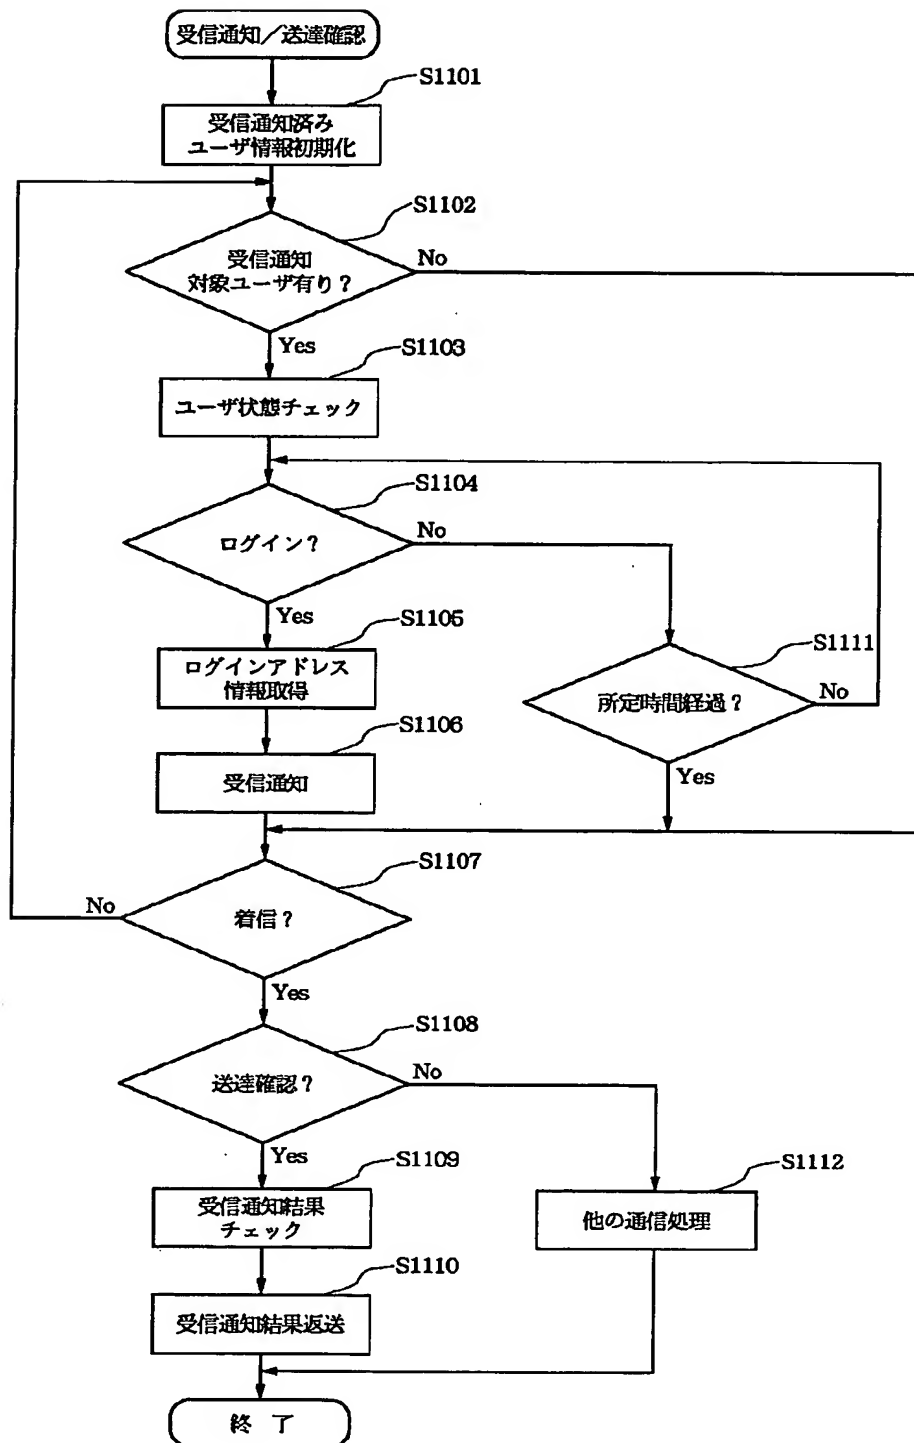 受信通知／送達確認
S1101
受信通知済み
ユーザ情報初期化
S1102
受信通知
対象ユーザ有り？
No
Yes
S1103
ユーザ状態チェック
S1104
ログイン？
No
Yes
S1105
ログインアドレス
情報取得
S1111
所定時間経過？
No
Yes
S1106
受信通知
S1107
着信？
No
Yes
S1108
送達確認？
No
Yes
S1109
受信通知結果
チェック
S1112
他の通信処理
S1110
受信通知結果返送
終 了